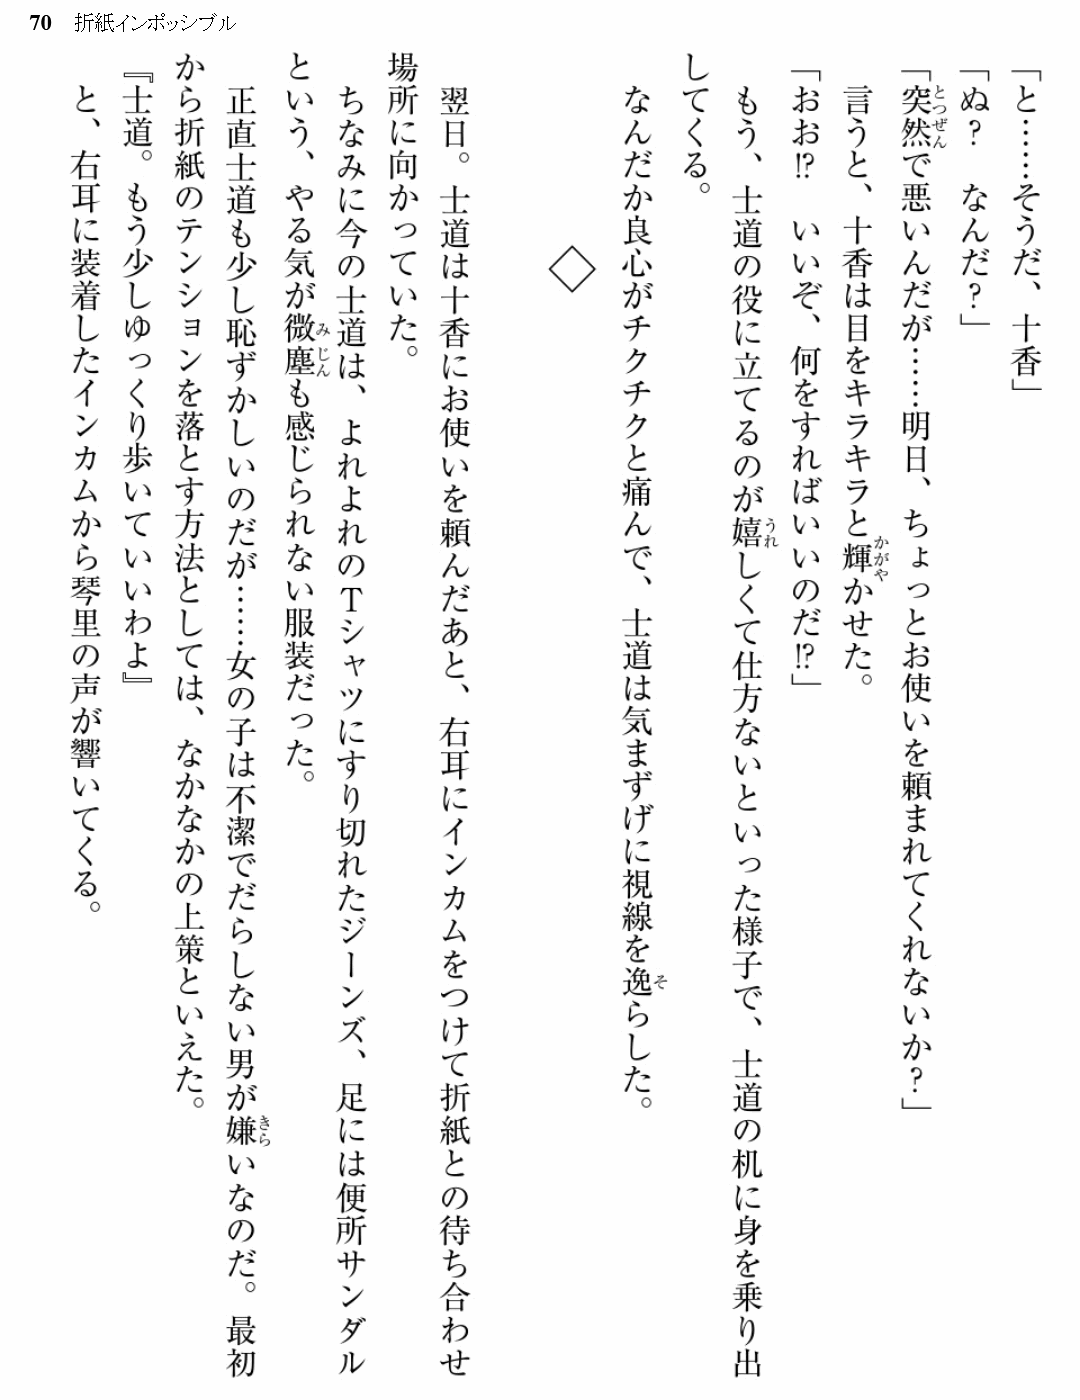 70 折紙インポッシブル
「と……そうだ、十香」
「ぬ？　なんだ？」
「突然で悪いんだが……明日、ちょっとお使いを頼まれてくれないか？」
　言うと、十香は目をキラキラと輝かせた。
「おお!?　いいぞ、何をすればいいのだ!?」
　もう、士道の役に立てるのが嬉しくて仕方ないといった様子で、士道の机に身を乗り出
してくる。
　なんだか良心がチクチクと痛んで、士道は気まずげに視線を逸らした。
◇
　翌日。士道は十香にお使いを頼んだあと、右耳にインカムをつけて折紙との待ち合わせ
場所に向かっていた。
　ちなみに今の士道は、よれよれのTシャツにすり切れたジーンズ、足には便所サンダル
という、やる気が微塵も感じられない服装だった。
　正直士道も少し恥ずかしいのだが……女の子は不潔でだらしない男が嫌いなのだ。最初
から折紙のテンションを落とす方法としては、なかなかの上策といえた。
『士道。もう少しゆっくり歩いていいわよ』
　と、右耳に装着したインカムから琴里の声が響いてくる。